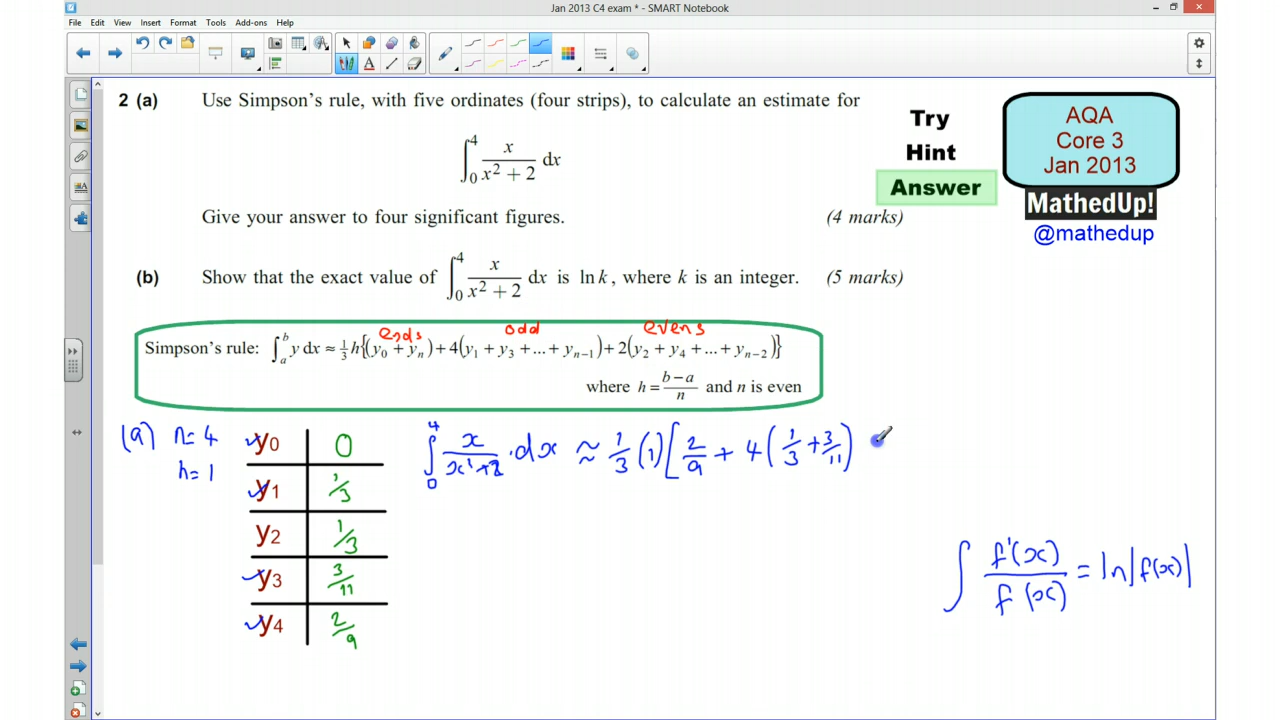 Jan 2013 C4 exam * - SMART Notebook
File Edit View Insert Format Tools Add-ons Help
2 (a) Use Simpson's rule, with five ordinates (four strips), to calculate an estimate for
∫₀⁴ x/(x² + 2) dx
Give your answer to four significant figures. (4 marks)
Try
Hint
Answer
AQA
Core 3
Jan 2013
MathedUp!
@mathedup
(b) Show that the exact value of ∫₀⁴ x/(x² + 2) dx is ln k, where k is an integer. (5 marks)
ends odd evens
Simpson's rule: ∫ₐᵇ y dx ≈ ⅓h{(y₀ + yₙ) + 4(y₁ + y₃ + ... + yₙ₋₁) + 2(y₂ + y₄ + ... + yₙ₋₂)}
where h = (b − a)/n and n is even
(a) n=4
h=1
y0 0
y1 1/3
y2 1/3
y3 3/11
y4 2/9
∫₀⁴ x/(x²+2) . dx ≈ 1/3 (1) [ 2/9 + 4 ( 1/3 + 3/11 )
∫ f'(x)/f(x) = ln|f(x)|